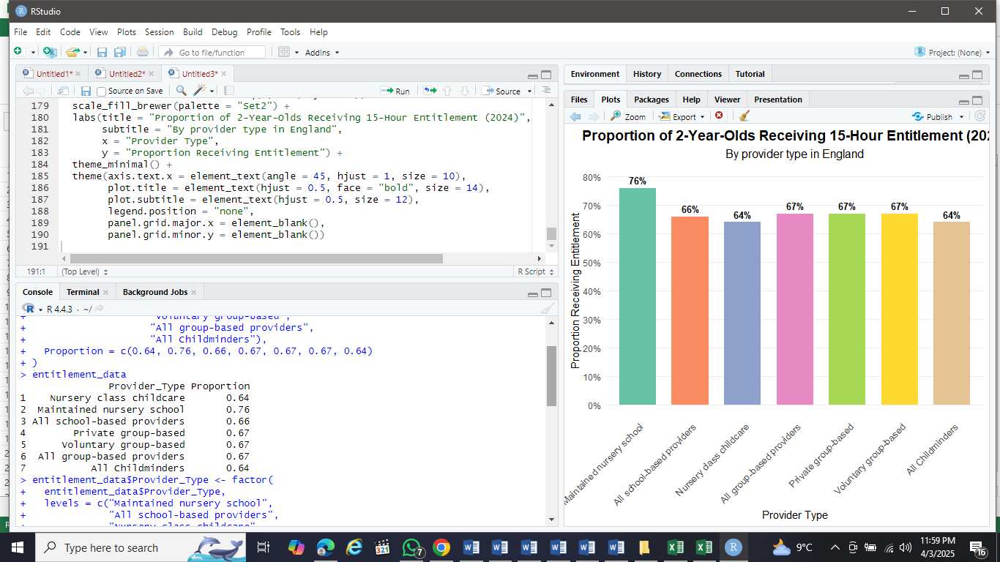 RStudio
File Edit Code View Plots Session Build Debug Profile Tools Help
Go to file/function
Addins
Project: (None)
Untitled1*
Untitled2*
Untitled3*
Source on Save
Run
Source
179 scale_fill_brewer(palette = "Set2") +
180 labs(title = "Proportion of 2-Year-Olds Receiving 15-Hour Entitlement (2024)",
181 subtitle = "By provider type in England",
182 x = "Provider Type",
183 y = "Proportion Receiving Entitlement") +
184 theme_minimal() +
185 theme(axis.text.x = element_text(angle = 45, hjust = 1, size = 10),
186 plot.title = element_text(hjust = 0.5, face = "bold", size = 14),
187 plot.subtitle = element_text(hjust = 0.5, size = 12),
188 legend.position = "none",
189 panel.grid.major.x = element_blank(),
190 panel.grid.minor.y = element_blank())
191
191:1 (Top Level) R Script
Console Terminal Background Jobs
R 4.4.3 · ~/
+ "Voluntary group-based",
+ "All group-based providers",
+ "All Childminders"),
+ Proportion = c(0.64, 0.76, 0.66, 0.67, 0.67, 0.67, 0.64)
+ )
> entitlement_data
Provider_Type Proportion
1 Nursery class childcare 0.64
2 Maintained nursery school 0.76
3 All school-based providers 0.66
4 Private group-based 0.67
5 Voluntary group-based 0.67
6 All group-based providers 0.67
7 All Childminders 0.64
> entitlement_data$Provider_Type <- factor(
+ entitlement_data$Provider_Type,
+ levels = c("Maintained nursery school",
+ "All school-based providers",
+ "Nursery class childcare"
Environment History Connections Tutorial
Files Plots Packages Help Viewer Presentation
Zoom Export Publish
Proportion of 2-Year-Olds Receiving 15-Hour Entitlement (202
By provider type in England
Proportion Receiving Entitlement
80%
70%
60%
50%
40%
30%
20%
10%
0%
76%
66%
64%
67%
67%
67%
64%
Maintained nursery school
All school-based providers
Nursery class childcare
All group-based providers
Private group-based
Voluntary group-based
All Childminders
Provider Type
Type here to search
321
7
9°C
11:59 PM
4/3/2025
16